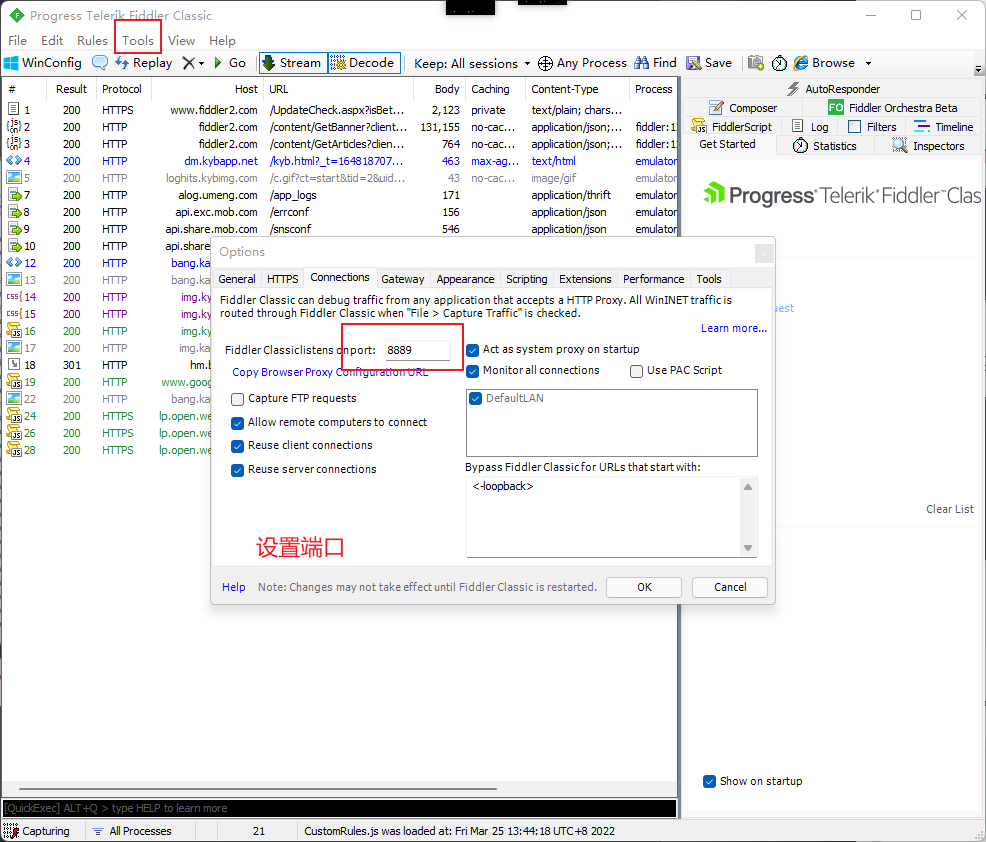 Progress Telerik Fiddler Classic
File Edit Rules Tools View Help
WinConfig Replay Go Stream Decode Keep: All sessions Any Process Find Save Browse
# Result Protocol Host URL Body Caching Content-Type Process
1 200 HTTPS www.fiddler2.com /UpdateCheck.aspx?isBet... 2,123 private text/plain; chars...
2 200 HTTP fiddler2.com /content/GetBanner?client... 131,155 no-cac... application/json;... fiddler:1
3 200 HTTP fiddler2.com /content/GetArticles?clien... 764 no-cac... application/json;... fiddler:1
4 200 HTTP dm.kybapp.net /kyb.html?_t=164818707... 463 max-ag... text/html emulator
5 200 HTTP loghits.kybimg.com /c.gif?ct=start&tid=2&uid... 43 no-cac... image/gif emulator
7 200 HTTP alog.umeng.com /app_logs 171 application/thrift emulator
8 200 HTTP api.exc.mob.com /errconf 156 application/json emulator
9 200 HTTP api.share.mob.com /snsconf 546 application/json emulator
10 200 HTTP api.share
12 200 HTTP bang.ka
13 200 HTTP bang.ka
14 200 HTTP img.ky
15 200 HTTP img.ky
16 200 HTTP img.ky
17 200 HTTP img.ky
18 301 HTTP hm.b
19 200 HTTP www.goog
22 200 HTTP bang.ka
24 200 HTTPS lp.open.we
26 200 HTTPS lp.open.we
28 200 HTTPS lp.open.we
AutoResponder
Composer Fiddler Orchestra Beta
FiddlerScript Log Filters Timeline
Get Started Statistics Inspectors
Progress Telerik Fiddler Clas
uest
Clear List
Show on startup
Options
General HTTPS Connections Gateway Appearance Scripting Extensions Performance Tools
Fiddler Classic can debug traffic from any application that accepts a HTTP Proxy. All WinINET traffic is
routed through Fiddler Classic when "File > Capture Traffic" is checked.
Learn more...
Fiddler Classic listens on port: 8889
Copy Browser Proxy Configuration URL
Capture FTP requests
Allow remote computers to connect
Reuse client connections
Reuse server connections
Act as system proxy on startup
Monitor all connections Use PAC Script
DefaultLAN
Bypass Fiddler Classic for URLs that start with:
<-loopback>
设置端口
Help Note: Changes may not take effect until Fiddler Classic is restarted. OK Cancel
[QuickExec] ALT+Q > type HELP to learn more
Capturing All Processes 21 CustomRules.js was loaded at: Fri Mar 25 13:44:18 UTC+8 2022